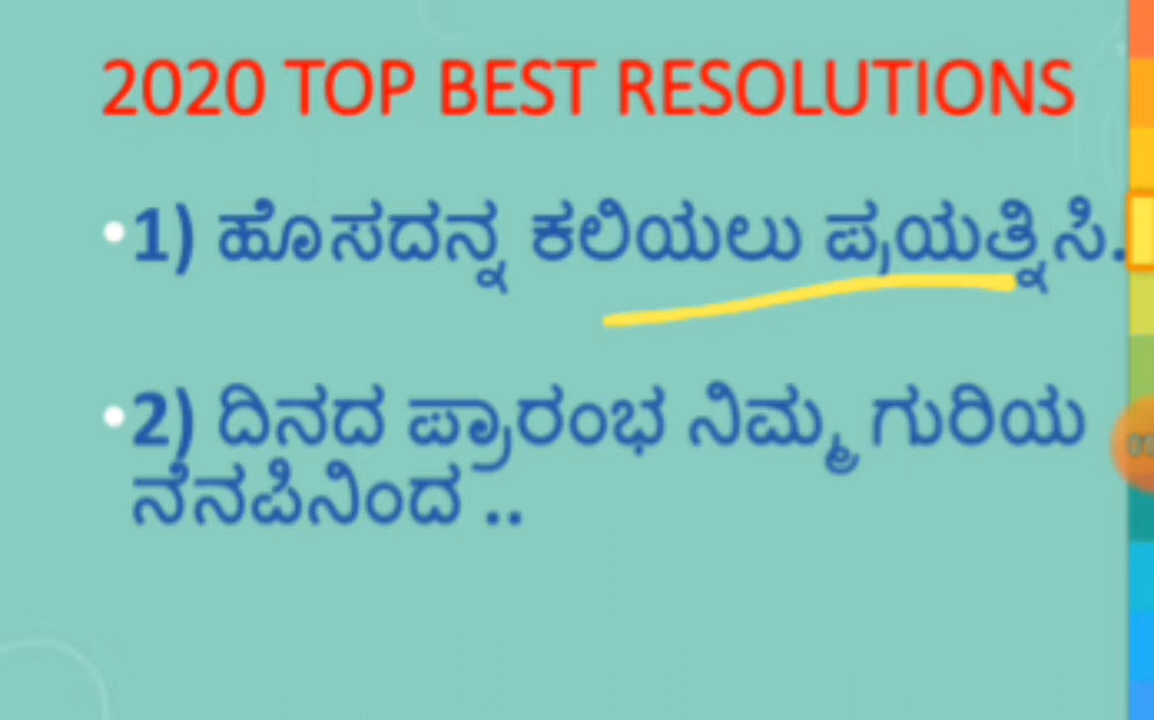 2020 TOP BEST RESOLUTIONS
•1) ಹೊಸದನ್ನ ಕಲಿಯಲು ಪ್ರಯತ್ನಿಸಿ.
•2) ದಿನದ ಪ್ರಾರಂಭ ನಿಮ್ಮ ಗುರಿಯ
ನೆನಪಿನಿಂದ ..